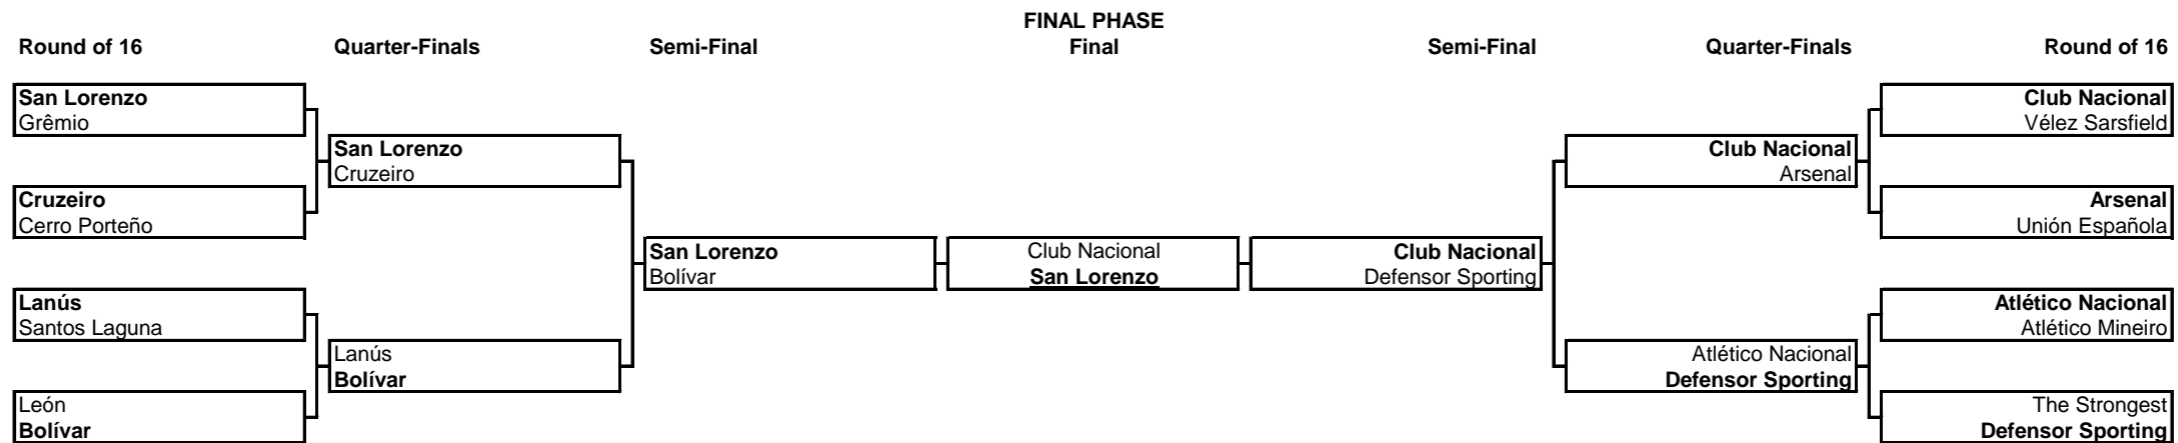 FINAL PHASE
Round of 16 Quarter-Finals Semi-Final Final Semi-Final Quarter-Finals Round of 16
San Lorenzo
Grêmio
Cruzeiro
Cerro Porteño
Lanús
Santos Laguna
León
Bolívar
San Lorenzo
Cruzeiro
Lanús
Bolívar
San Lorenzo
Bolívar
Club Nacional
San Lorenzo
Club Nacional
Defensor Sporting
Club Nacional
Arsenal
Atlético Nacional
Defensor Sporting
Club Nacional
Vélez Sarsfield
Arsenal
Unión Española
Atlético Nacional
Atlético Mineiro
The Strongest
Defensor Sporting